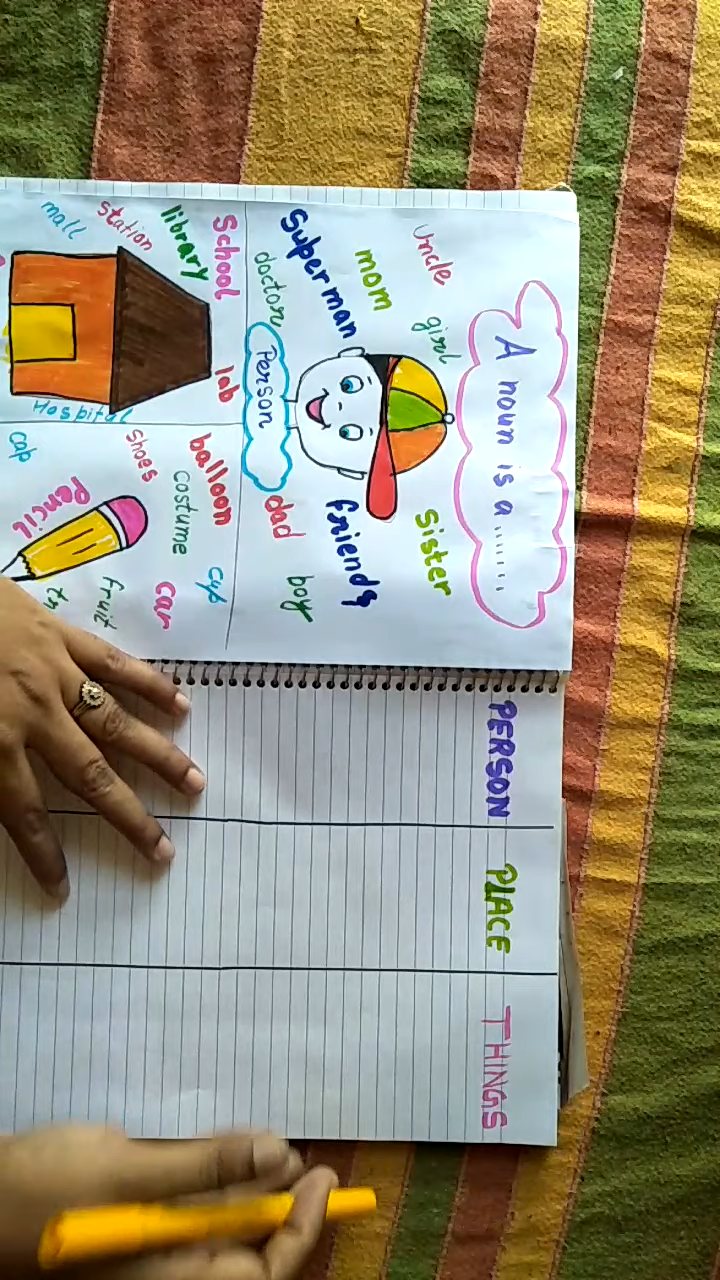 A noun is a .......
Uncle
girl
sister
mom
Superman
friends
doctor
Person
dad
boy
School
lab
library
station
mall
Hospital
balloon
cup
costume
car
shoes
fruit
Pencil
cap
PERSON PLACE THINGS